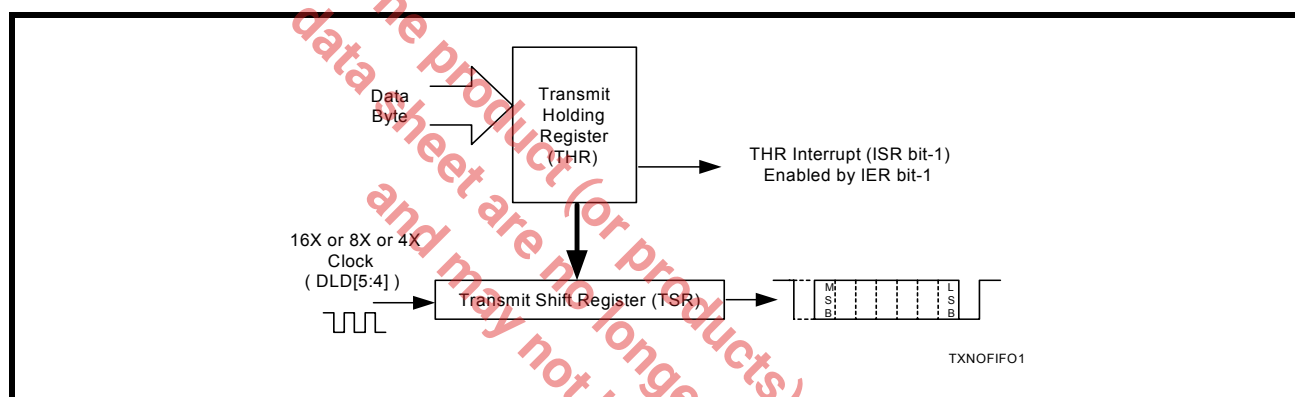 he product (or products)
data sheet are no longe
and may not
Data
Byte
Transmit
Holding
Register
(THR)
THR Interrupt (ISR bit-1)
Enabled by IER bit-1
16X or 8X or 4X
Clock
( DLD[5:4] )
Transmit Shift Register (TSR)
M
S
B
L
S
B
TXNOFIFO1